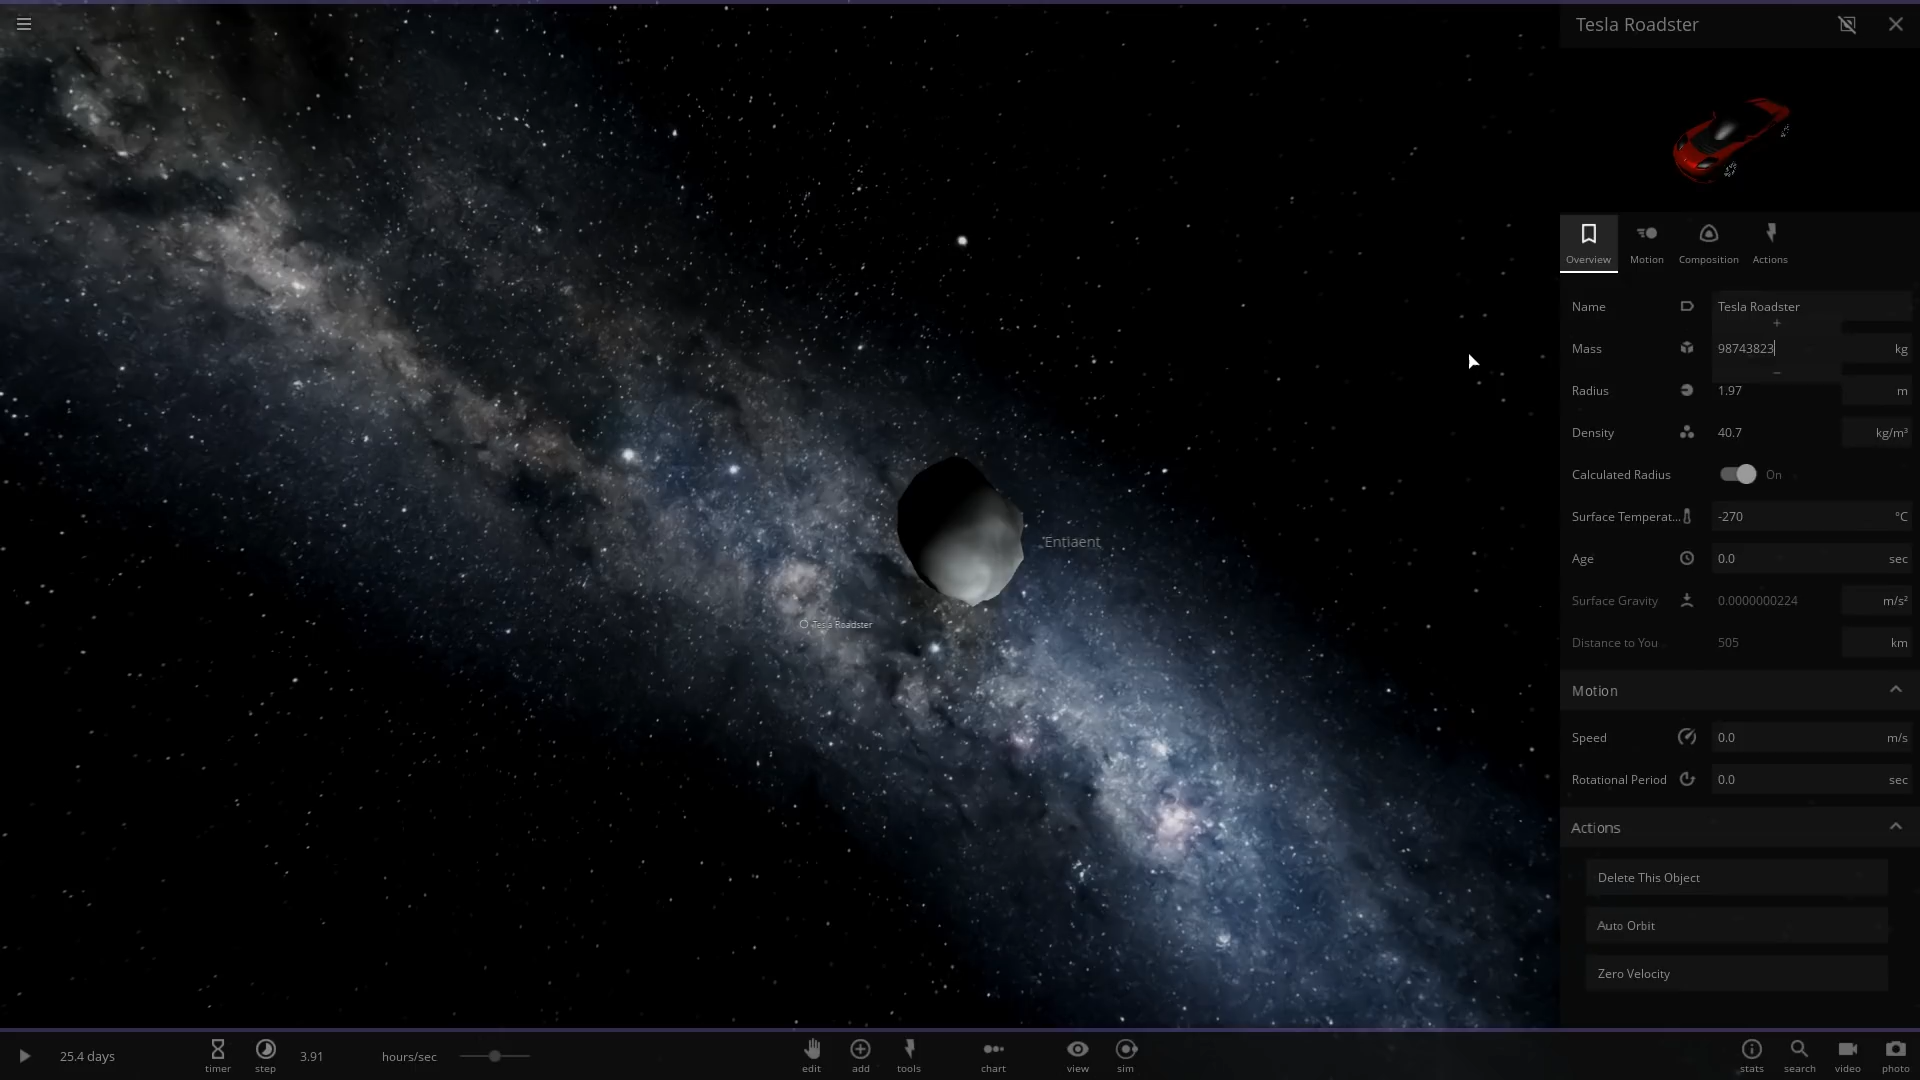 Tesla Roadster
Overview
Motion
Composition
Actions
Name Tesla Roadster
+
Mass 98743823 kg
−
Radius 1.97 m
Density 40.7 kg/m³
Calculated Radius On
Surface Temperat... -270 °C
Age 0.0 sec
Surface Gravity 0.0000000224 m/s²
Distance to You 505 km
Motion
Speed 0.0 m/s
Rotational Period 0.0 sec
Actions
Delete This Object
Auto Orbit
Zero Velocity
Entiaent
Tesla Roadster
25.4 days
timer
step
3.91 hours/sec
edit
add
tools
chart
view
sim
stats
search
video
photo